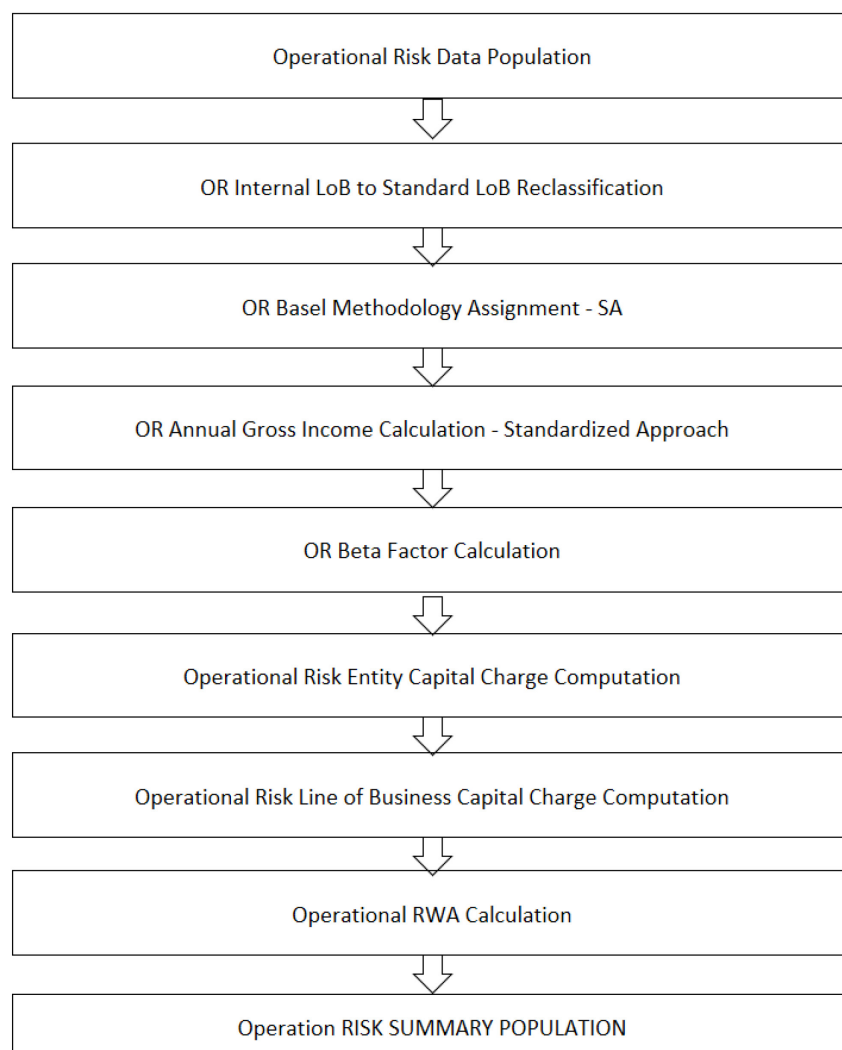 Operational Risk Data Population
OR Internal LoB to Standard LoB Reclassification
OR Basel Methodology Assignment - SA
OR Annual Gross Income Calculation - Standardized Approach
OR Beta Factor Calculation
Operational Risk Entity Capital Charge Computation
Operational Risk Line of Business Capital Charge Computation
Operational RWA Calculation
Operation RISK SUMMARY POPULATION